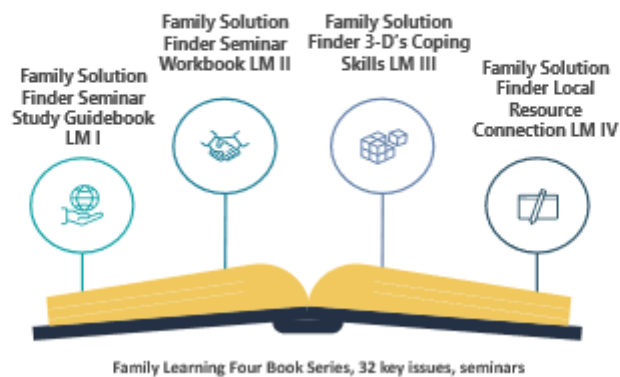 Family Solution
Finder Seminar
Study Guidebook
LM I
Family Solution
Finder Seminar
Workbook LM II
Family Solution
Finder 3-D's Coping
Skills LM III
Family Solution
Finder Local
Resource
Connection LM IV
Family Learning Four Book Series, 32 key issues, seminars